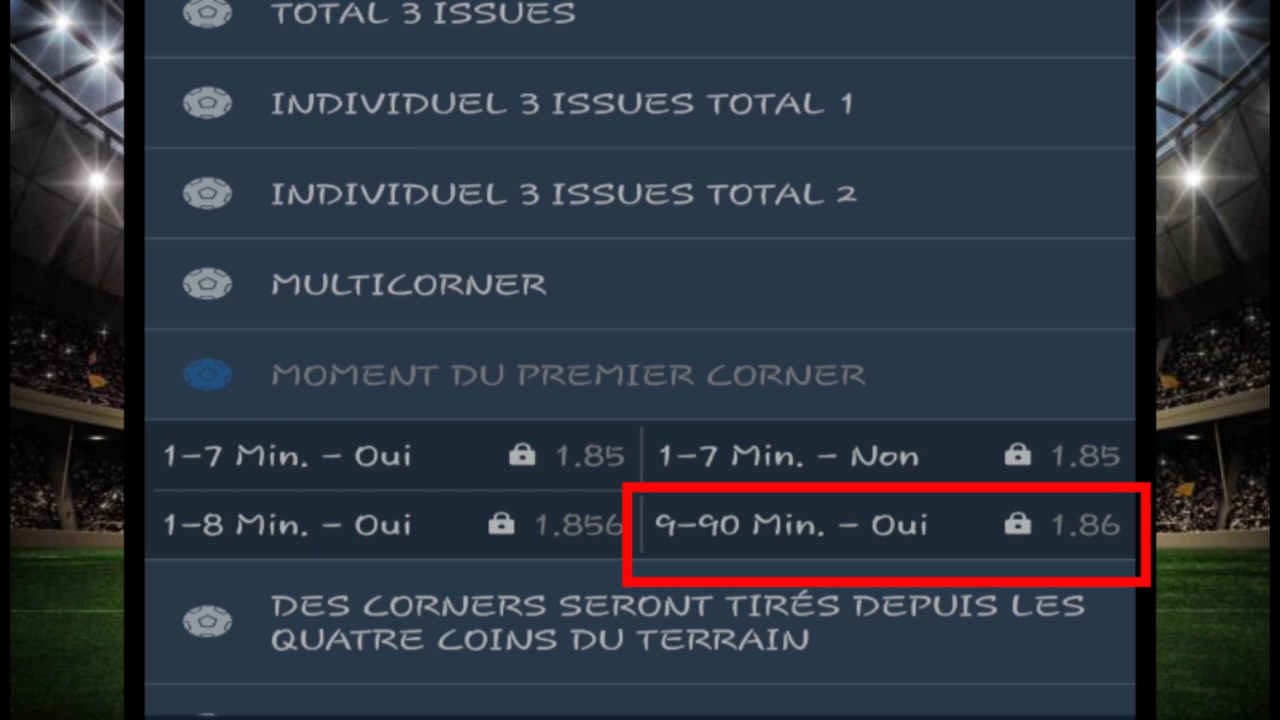 TOTAL 3 ISSUES
INDIVIDUEL 3 ISSUES TOTAL 1
INDIVIDUEL 3 ISSUES TOTAL 2
MULTICORNER
MOMENT DU PREMIER CORNER
1-7 Min. - Oui 1.85 1-7 Min. - Non 1.85
1-8 Min. - Oui 1.856 9-90 Min. - Oui 1.86
DES CORNERS SERONT TIRÉS DEPUIS LES
QUATRE COINS DU TERRAIN